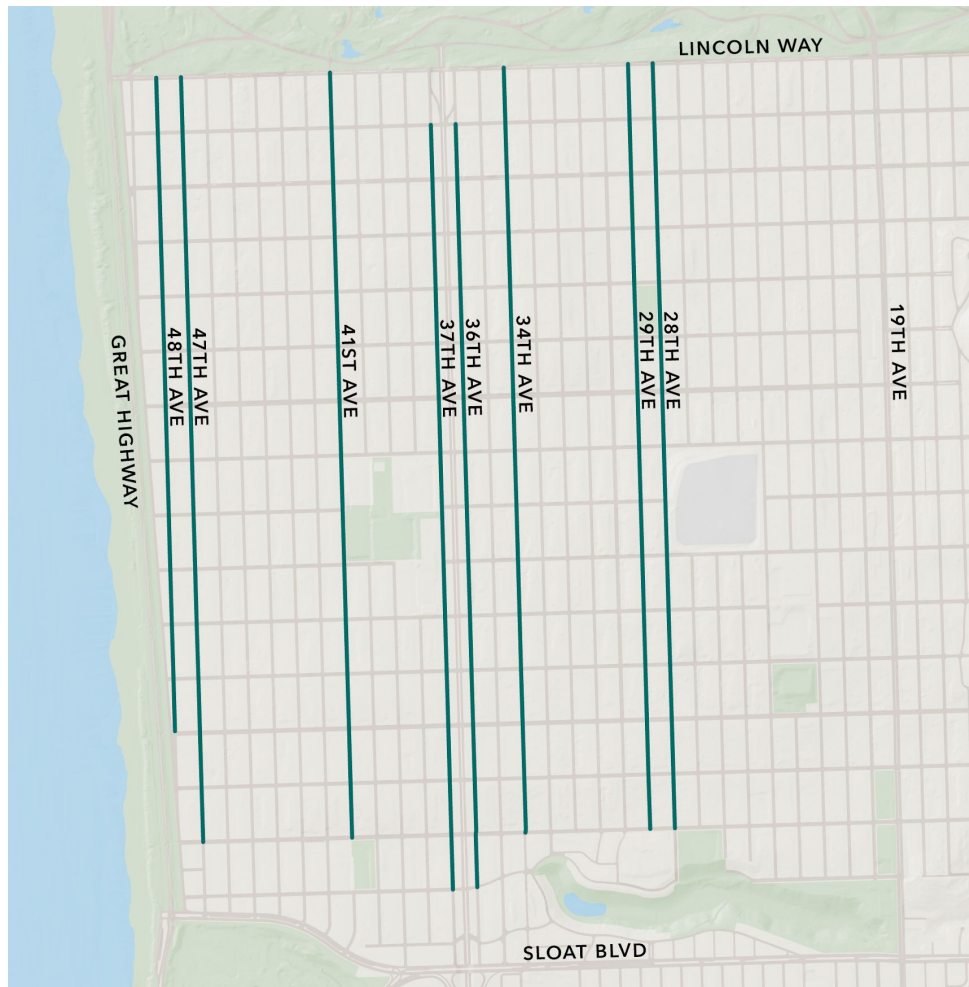 LINCOLN WAY
GREAT HIGHWAY
48TH AVE
47TH AVE
41ST AVE
37TH AVE
36TH AVE
34TH AVE
29TH AVE
28TH AVE
19TH AVE
SLOAT BLVD